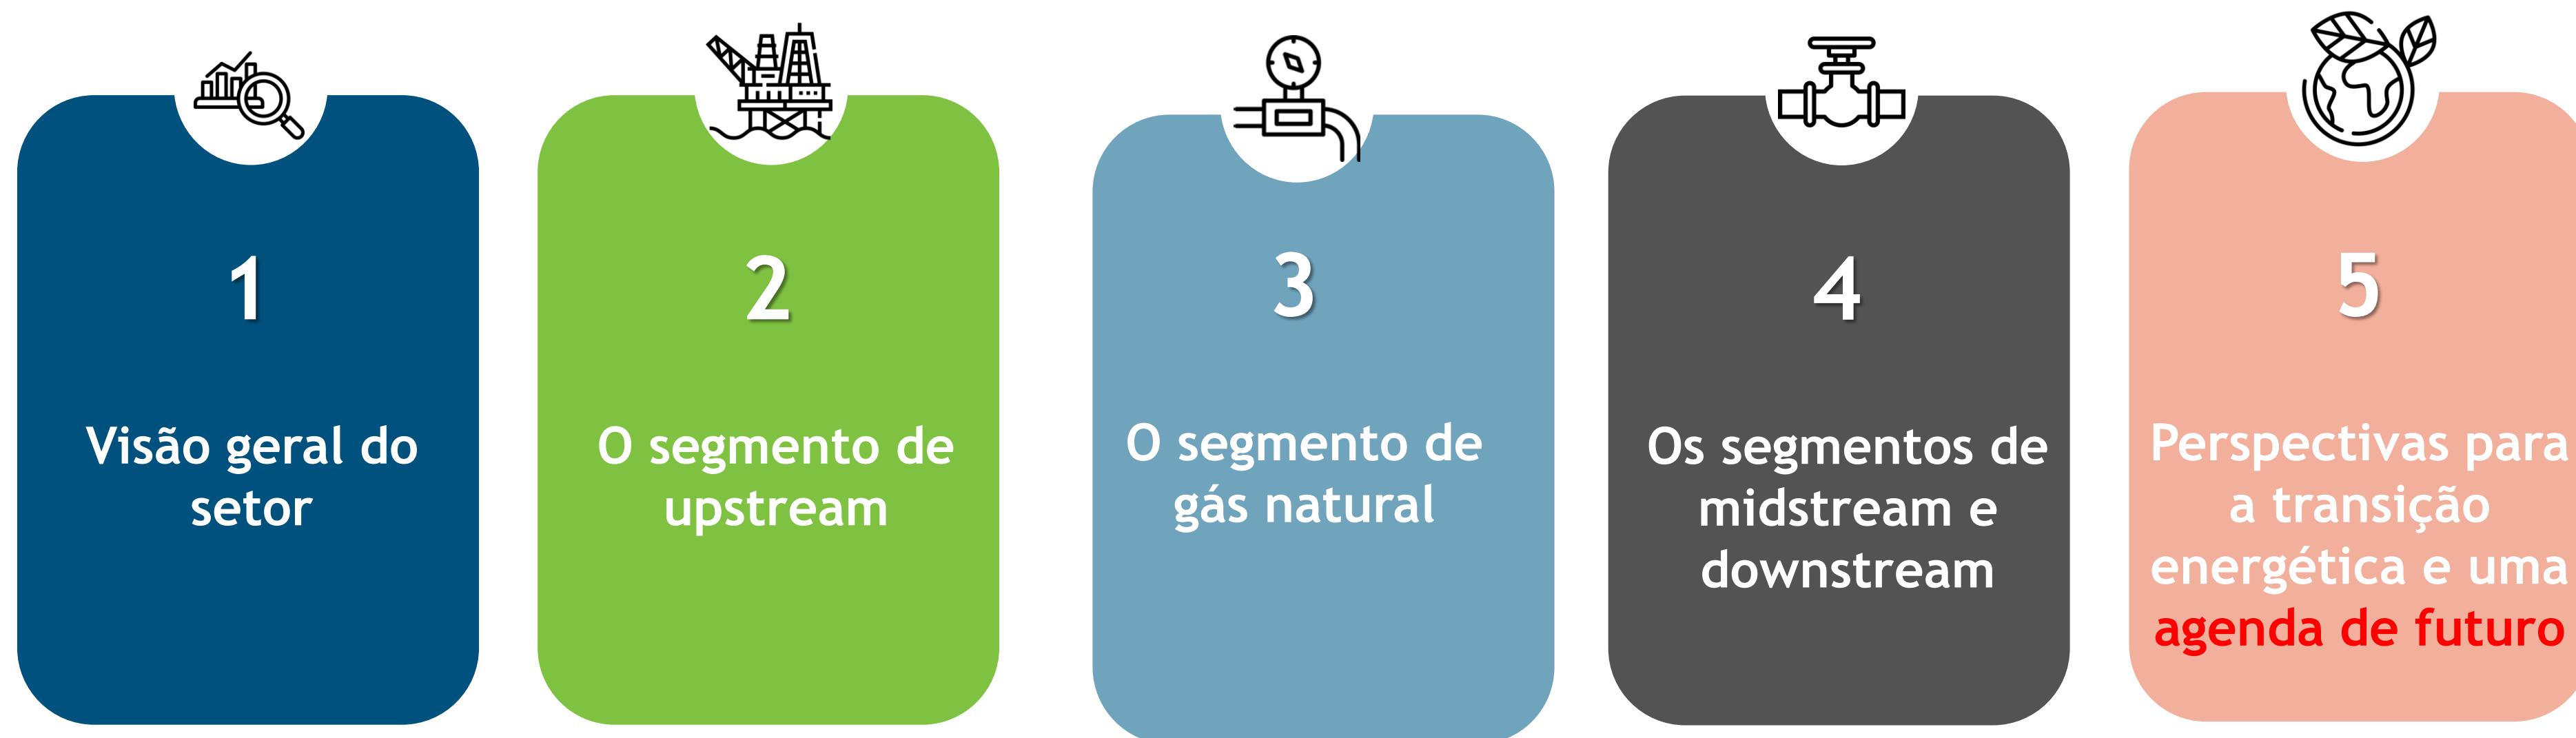 1
Visão geral do
setor
2
O segmento de
upstream
3
O segmento de
gás natural
4
Os segmentos de
midstream e
downstream
5
Perspectivas para
a transição
energética e uma
agenda de futuro